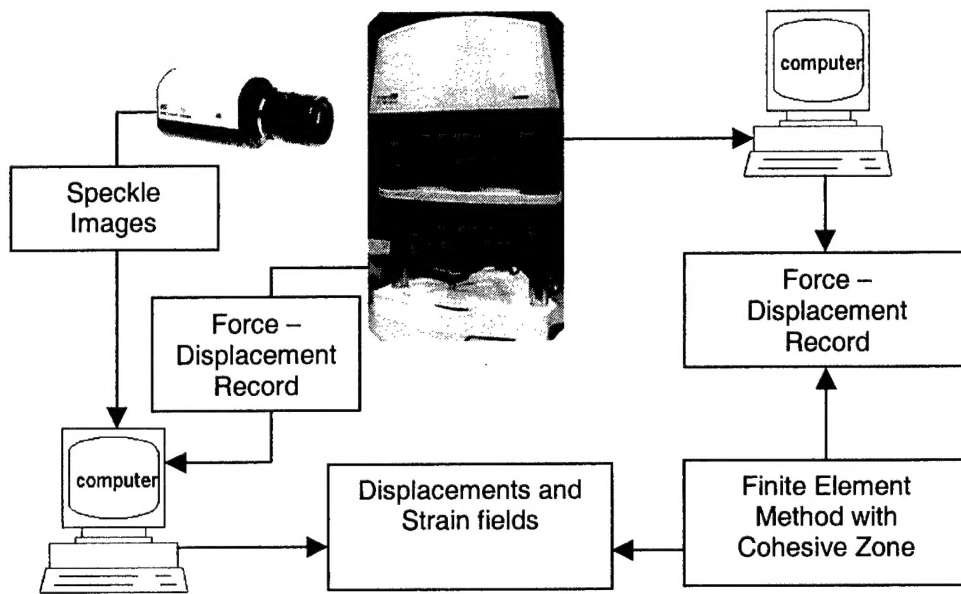 computer
Speckle
Images
Force –
Displacement
Record
Force –
Displacement
Record
computer
Displacements and
Strain fields
Finite Element
Method with
Cohesive Zone